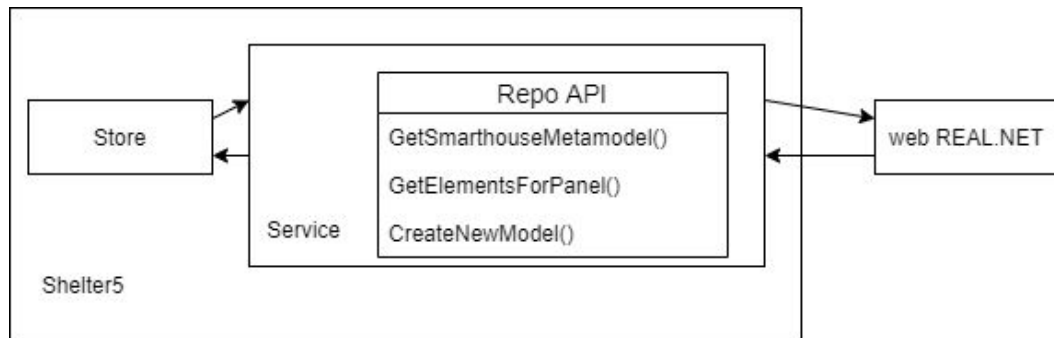 Repo API
Store
GetSmarthouseMetamodel()
web REAL.NET
GetElementsForPanel()
Service
CreateNewModel()
Shelter5